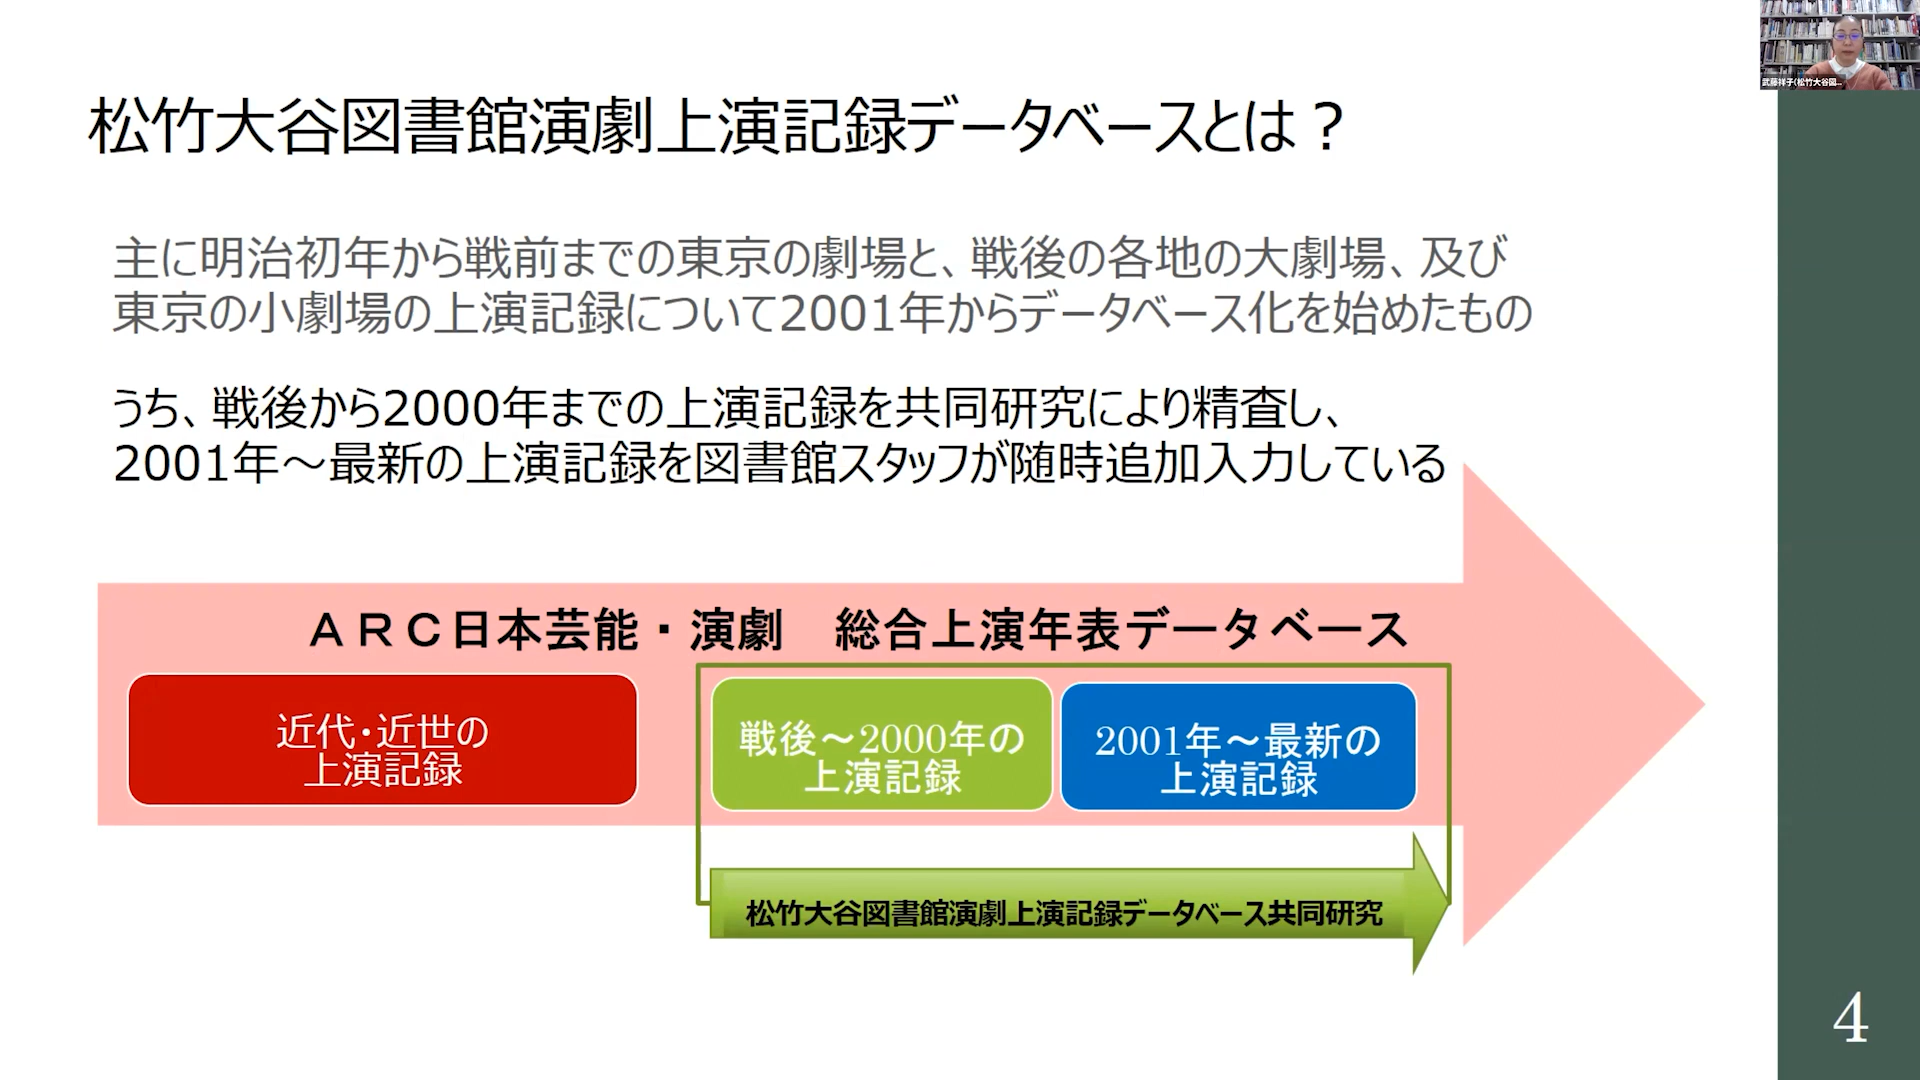 武藤祥子(松竹大谷図...
松竹大谷図書館演劇上演記録データベースとは？
主に明治初年から戦前までの東京の劇場と、戦後の各地の大劇場、及び
東京の小劇場の上演記録について2001年からデータベース化を始めたもの
うち、戦後から2000年までの上演記録を共同研究により精査し、
2001年～最新の上演記録を図書館スタッフが随時追加入力している
ＡＲＣ日本芸能・演劇　総合上演年表データベース
近代・近世の
上演記録
戦後～2000年の
上演記録
2001年～最新の
上演記録
松竹大谷図書館演劇上演記録データベース共同研究
4